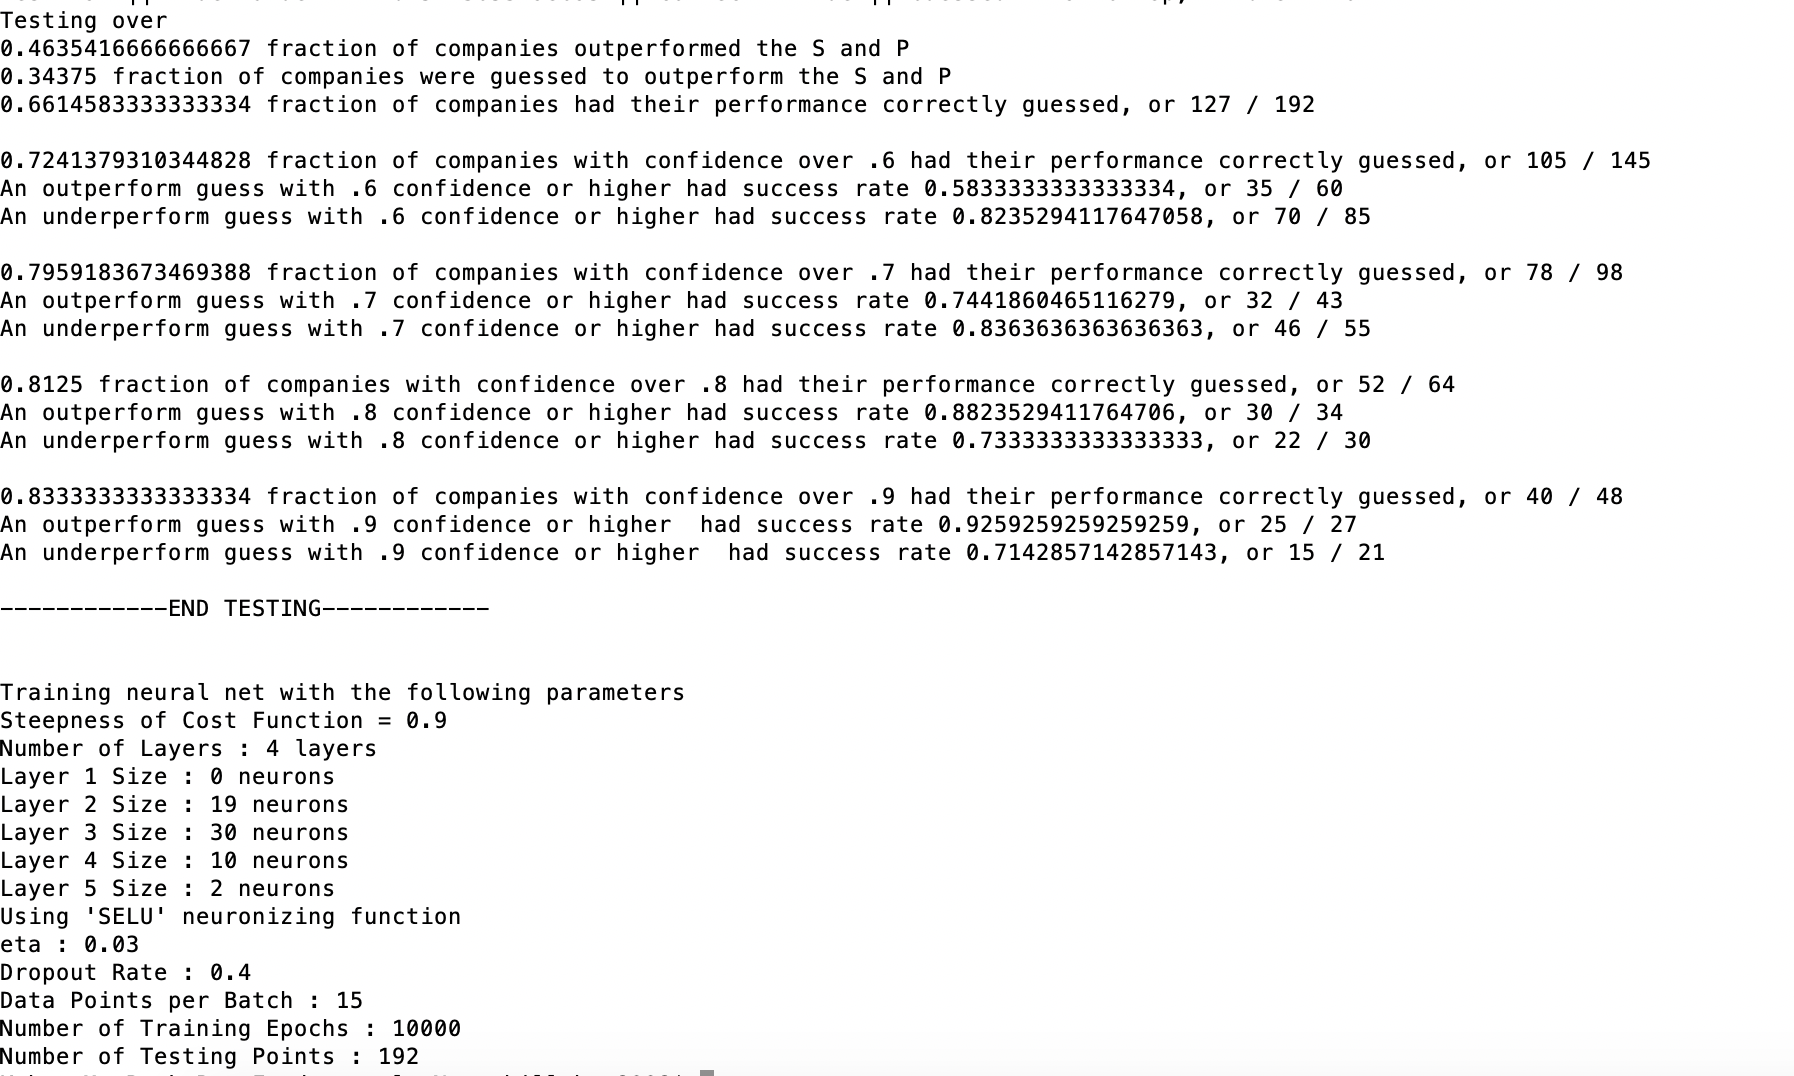 Testing over
0.4635416666666667 fraction of companies outperformed the S and P
0.34375 fraction of companies were guessed to outperform the S and P
0.6614583333333334 fraction of companies had their performance correctly guessed, or 127 / 192
0.7241379310344828 fraction of companies with confidence over .6 had their performance correctly guessed, or 105 / 145
An outperform guess with .6 confidence or higher had success rate 0.5833333333333334, or 35 / 60
An underperform guess with .6 confidence or higher had success rate 0.8235294117647058, or 70 / 85
0.7959183673469388 fraction of companies with confidence over .7 had their performance correctly guessed, or 78 / 98
An outperform guess with .7 confidence or higher had success rate 0.7441860465116279, or 32 / 43
An underperform guess with .7 confidence or higher had success rate 0.8363636363636363, or 46 / 55
0.8125 fraction of companies with confidence over .8 had their performance correctly guessed, or 52 / 64
An outperform guess with .8 confidence or higher had success rate 0.8823529411764706, or 30 / 34
An underperform guess with .8 confidence or higher had success rate 0.7333333333333333, or 22 / 30
0.8333333333333334 fraction of companies with confidence over .9 had their performance correctly guessed, or 40 / 48
An outperform guess with .9 confidence or higher  had success rate 0.9259259259259259, or 25 / 27
An underperform guess with .9 confidence or higher  had success rate 0.7142857142857143, or 15 / 21
------------END TESTING------------
Training neural net with the following parameters
Steepness of Cost Function = 0.9
Number of Layers : 4 layers
Layer 1 Size : 0 neurons
Layer 2 Size : 19 neurons
Layer 3 Size : 30 neurons
Layer 4 Size : 10 neurons
Layer 5 Size : 2 neurons
Using 'SELU' neuronizing function
eta : 0.03
Dropout Rate : 0.4
Data Points per Batch : 15
Number of Training Epochs : 10000
Number of Testing Points : 192